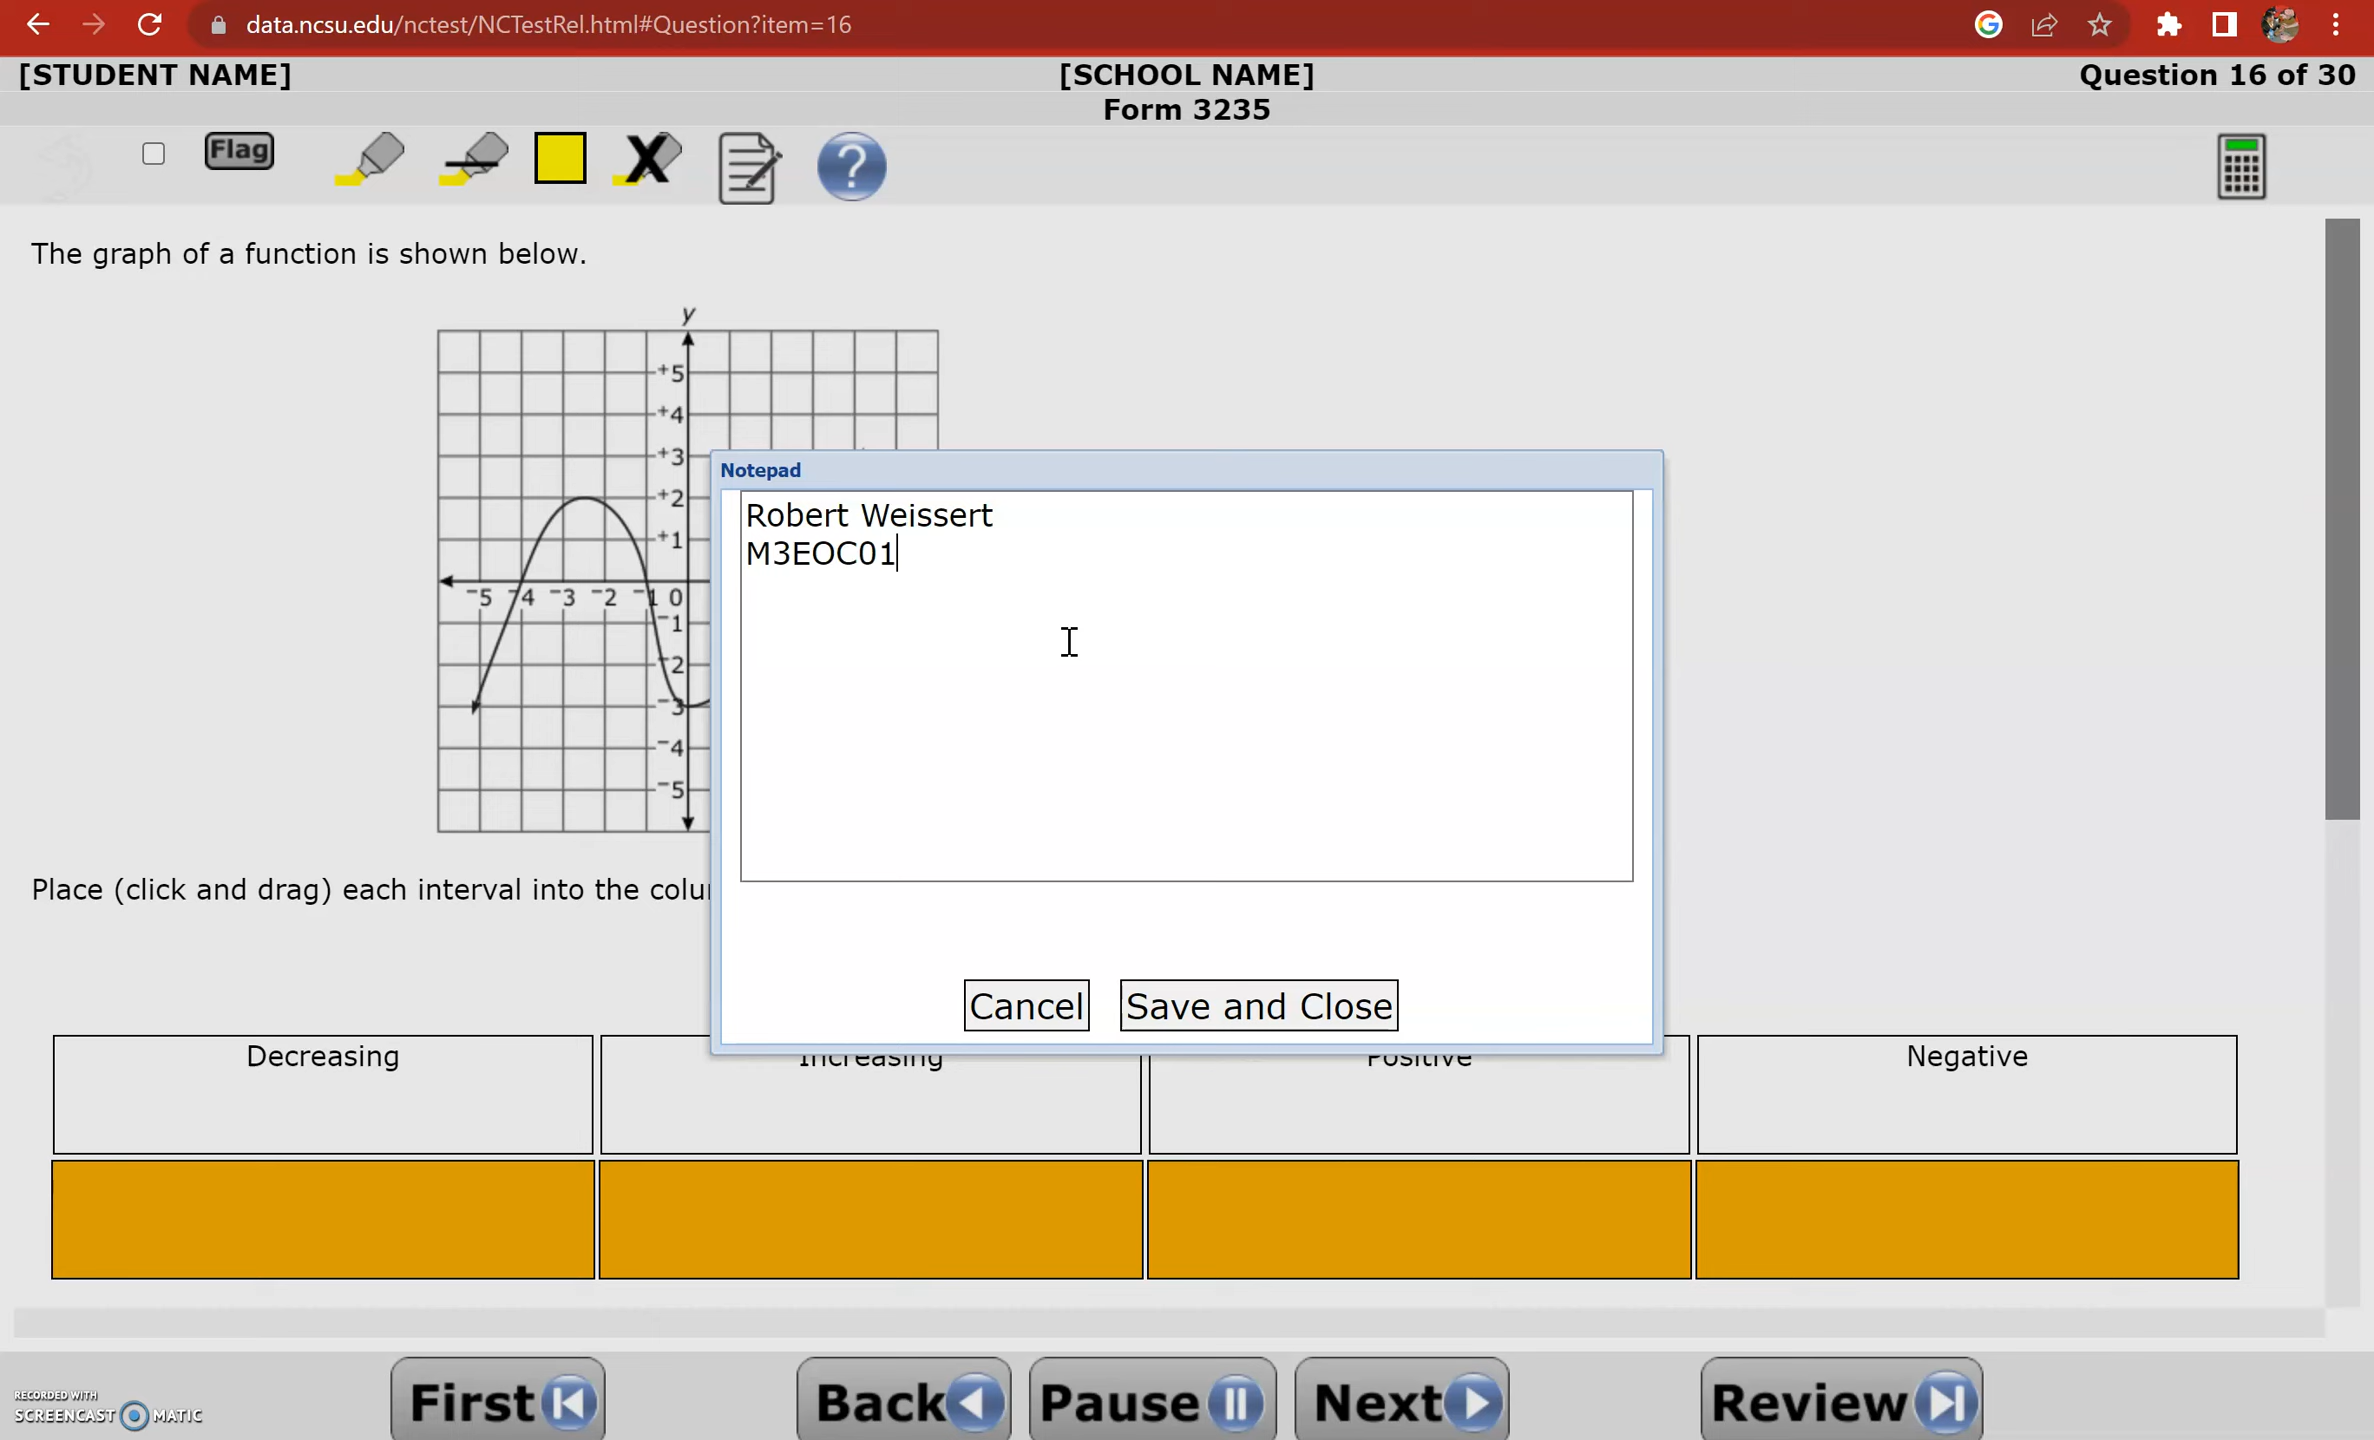 data.ncsu.edu/nctest/NCTestRel.html#Question?item=16
[STUDENT NAME]
[SCHOOL NAME]
Question 16 of 30
Form 3235
Flag
?
The graph of a function is shown below.
y
+5
+4
+3
+2
+1
-5 -4 -3 -2 -1 0
-1
-2
-3
-4
-5
Notepad
Robert Weissert
M3EOC01
Cancel
Save and Close
Place (click and drag) each interval into the colu
Decreasing
Increasing
Positive
Negative
RECORDED WITH
SCREENCAST MATIC
First
Back
Pause
Next
Review